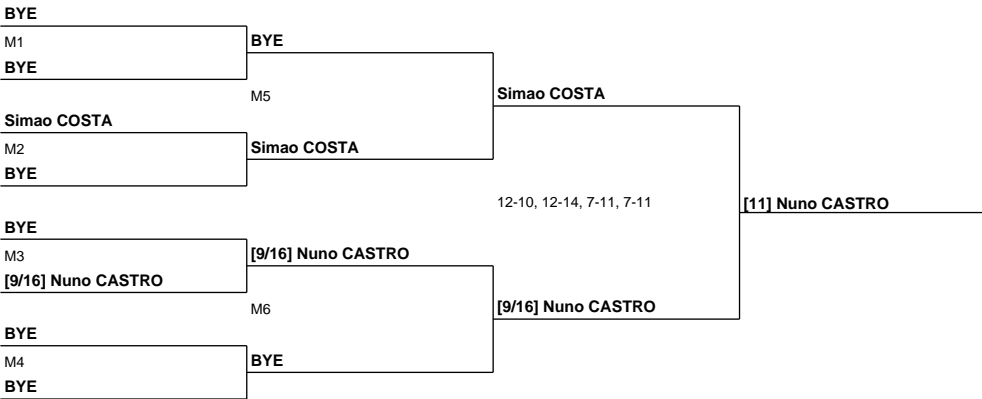 BYE
M1
BYE
BYE
M5
Simao COSTA
Simao COSTA
M2
Simao COSTA
BYE
12-10, 12-14, 7-11, 7-11
[11] Nuno CASTRO
BYE
M3
[9/16] Nuno CASTRO
[9/16] Nuno CASTRO
M6
[9/16] Nuno CASTRO
BYE
M4
BYE
BYE